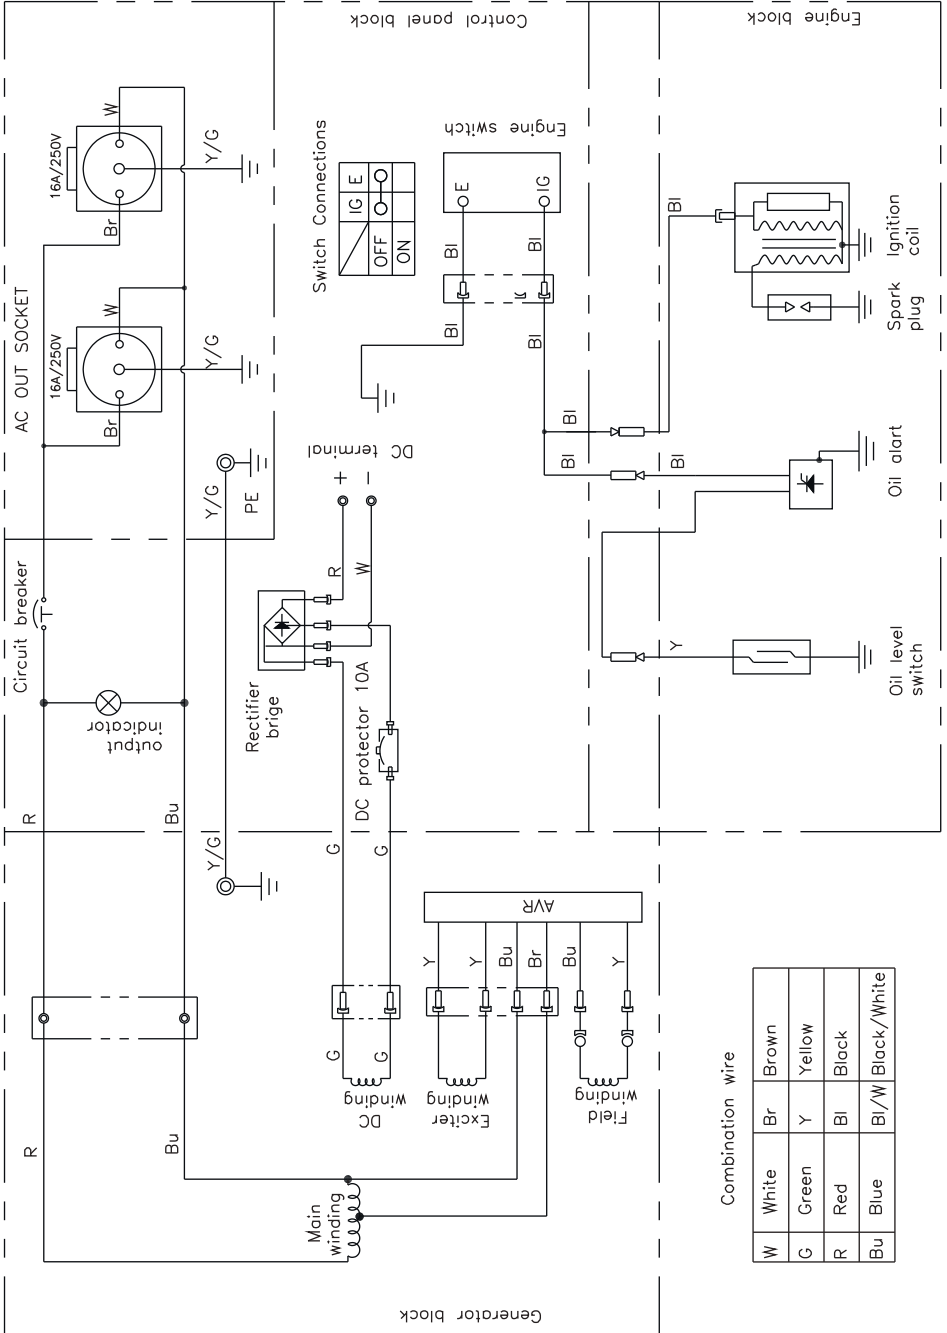 Engine block
Control panel block
16A/250V
W
Y/G
Br
Engine switch
Switch Connections
IG E
OFF
ON
E
IG
Bl
Bl
Bl
Bl
Bl
Ignition
coil
Spark
plug
AC OUT SOCKET
16A/250V
W
Y/G
Br
Y/G
PE
DC terminal
+
-
Bl
Bl
Bl
Oil alart
Circuit breaker
output
indicator
R
W
Rectifier
brige
DC protector 10A
Y
Oil level
switch
R
Bu
Y/G
G
G
AVR
Y
Y
Bu
Br
Bu
Y
G
G
DC
winding
Exciter
winding
Field
winding
R
Bu
Main
winding
Generator block
Combination wire
W White Br Brown
G Green Y Yellow
R Red Bl Black
Bu Blue Bl/W Black/White